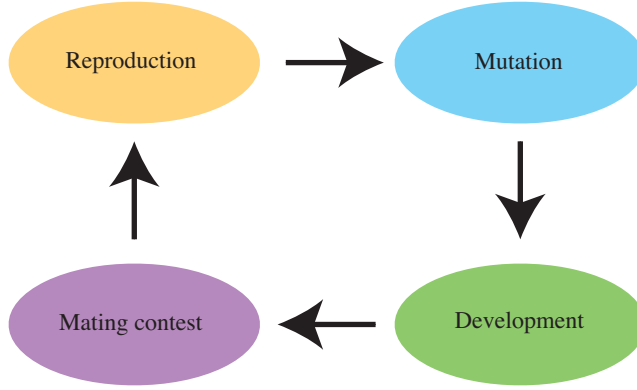 Reproduction
Mutation
Mating contest
Development